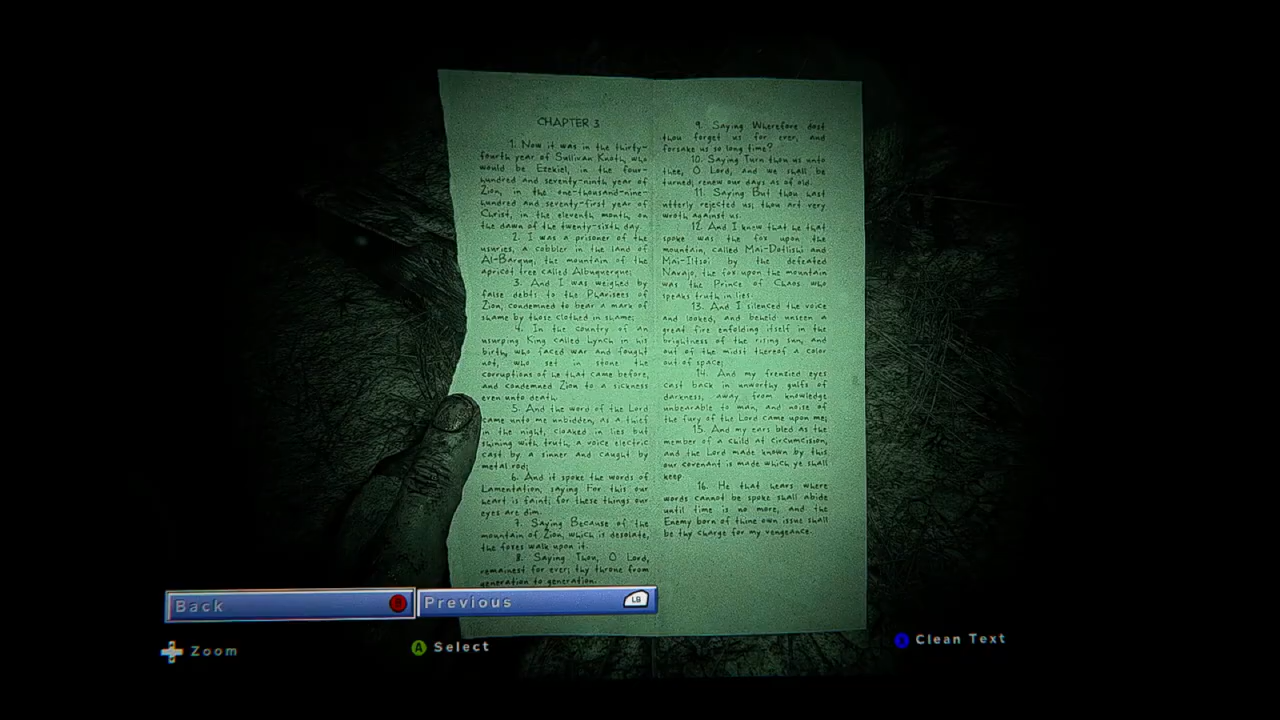 CHAPTER 3
1. Now it was in the thirty-
fourth year of Sullivan Knoth, who
would be Ezekiel, in the four-
hundred and seventy-ninth year of
Zion, in the one-thousand-nine-
hundred and seventy-first year of
Christ, in the eleventh month, on
the dawn of the twenty-sixth day.
2. I was a prisoner of the
usuries, a cobbler in the land of
Al-Barquq, the mountain of the
apricot tree called Albuquerque;
3. And I was weighed by
false debts to the Pharisees of
Zion, condemned to bear a mark of
shame by those clothed in shame;
4. In the country of an
usurping King called Lynch in his
birth, who faced war and fought
not, who set in stone the
corruptions of he that came before,
and condemned Zion to a sickness
even unto death.
5. And the word of the Lord
came unto me unbidden, as a thief
in the night, cloaked in lies but
shining with truth, a voice electric
cast by a sinner and caught by
metal rod;
6. And it spoke the words of
Lamentation, saying For this our
heart is faint; for these things our
eyes are dim.
7. Saying Because of the
mountain of Zion, which is desolate,
the foxes walk upon it.
8. Saying Thou, O Lord,
remainest for ever; thy throne from
generation to generation.
9. Saying Wherefore dost
thou forget us for ever, and
forsake us so long time?
10. Saying Turn thou us unto
thee, O Lord, and we shall be
turned; renew our days as of old.
11. Saying But thou hast
utterly rejected us; thou art very
wroth against us.
12. And I knew that he that
spoke was the fox upon the
mountain, called Mai-Dotlishi and
Mai-Iltsoi by the defeated
Navajo, the fox upon the mountain
was the Prince of Chaos who
speaks truth in lies.
13. And I silenced the voice
and looked, and beheld unseen a
great fire enfolding itself in the
brightness of the rising sun, and
out of the midst thereof a color
out of space;
14. And my frenzied eyes
cast back in unworthy gulfs of
darkness, away from knowledge
unbearable to man, and noise of
the fury of the Lord came upon me;
15. And my ears bled as the
member of a child at circumcision,
and the Lord made known by this
our covenant is made which ye shall
keep.
16. He that hears where
words cannot be spoke shall abide
until time is no more, and the
Enemy born of thine own issue shall
be thy charge for my vengeance.
Back B
Previous LB
Zoom
A Select
Clean Text